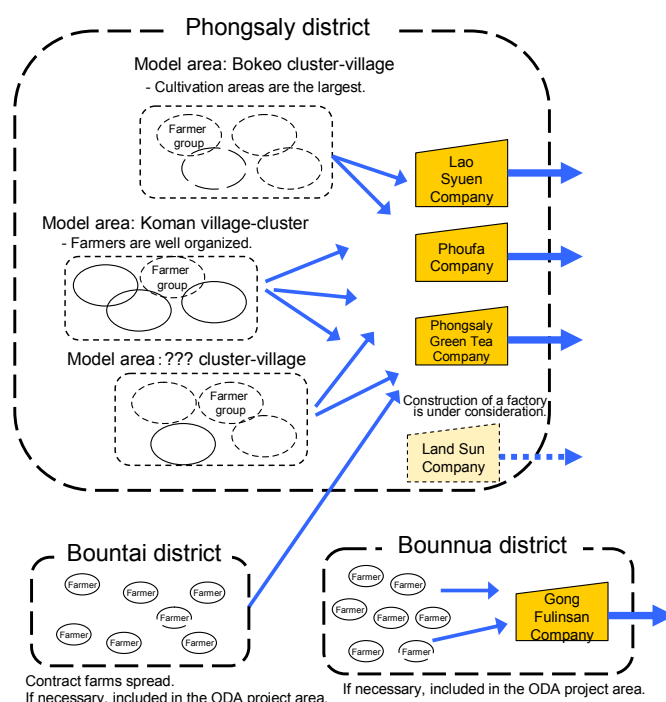 Phongsaly district
Model area: Bokeo cluster-village
- Cultivation areas are the largest.
Farmer
group
Lao
Syuen
Company
Model area: Koman village-cluster
- Farmers are well organized.
Farmer
group
Phoufa
Company
Phongsaly
Green Tea
Company
Model area:??? cluster-village
Farmer
group
Construction of a factory
is under consideration.
Land Sun
Company
Bountai district
Farmer
Farmer
Farmer
Farmer
Farmer
Farmer
Farmer
Farmer
Contract farms spread.
If necessary, included in the ODA project area.
Bounnua district
Farmer
Farmer
Farmer
Farmer
Farmer
Farmer
Farmer
Gong
Fulinsan
Company
If necessary, included in the ODA project area.